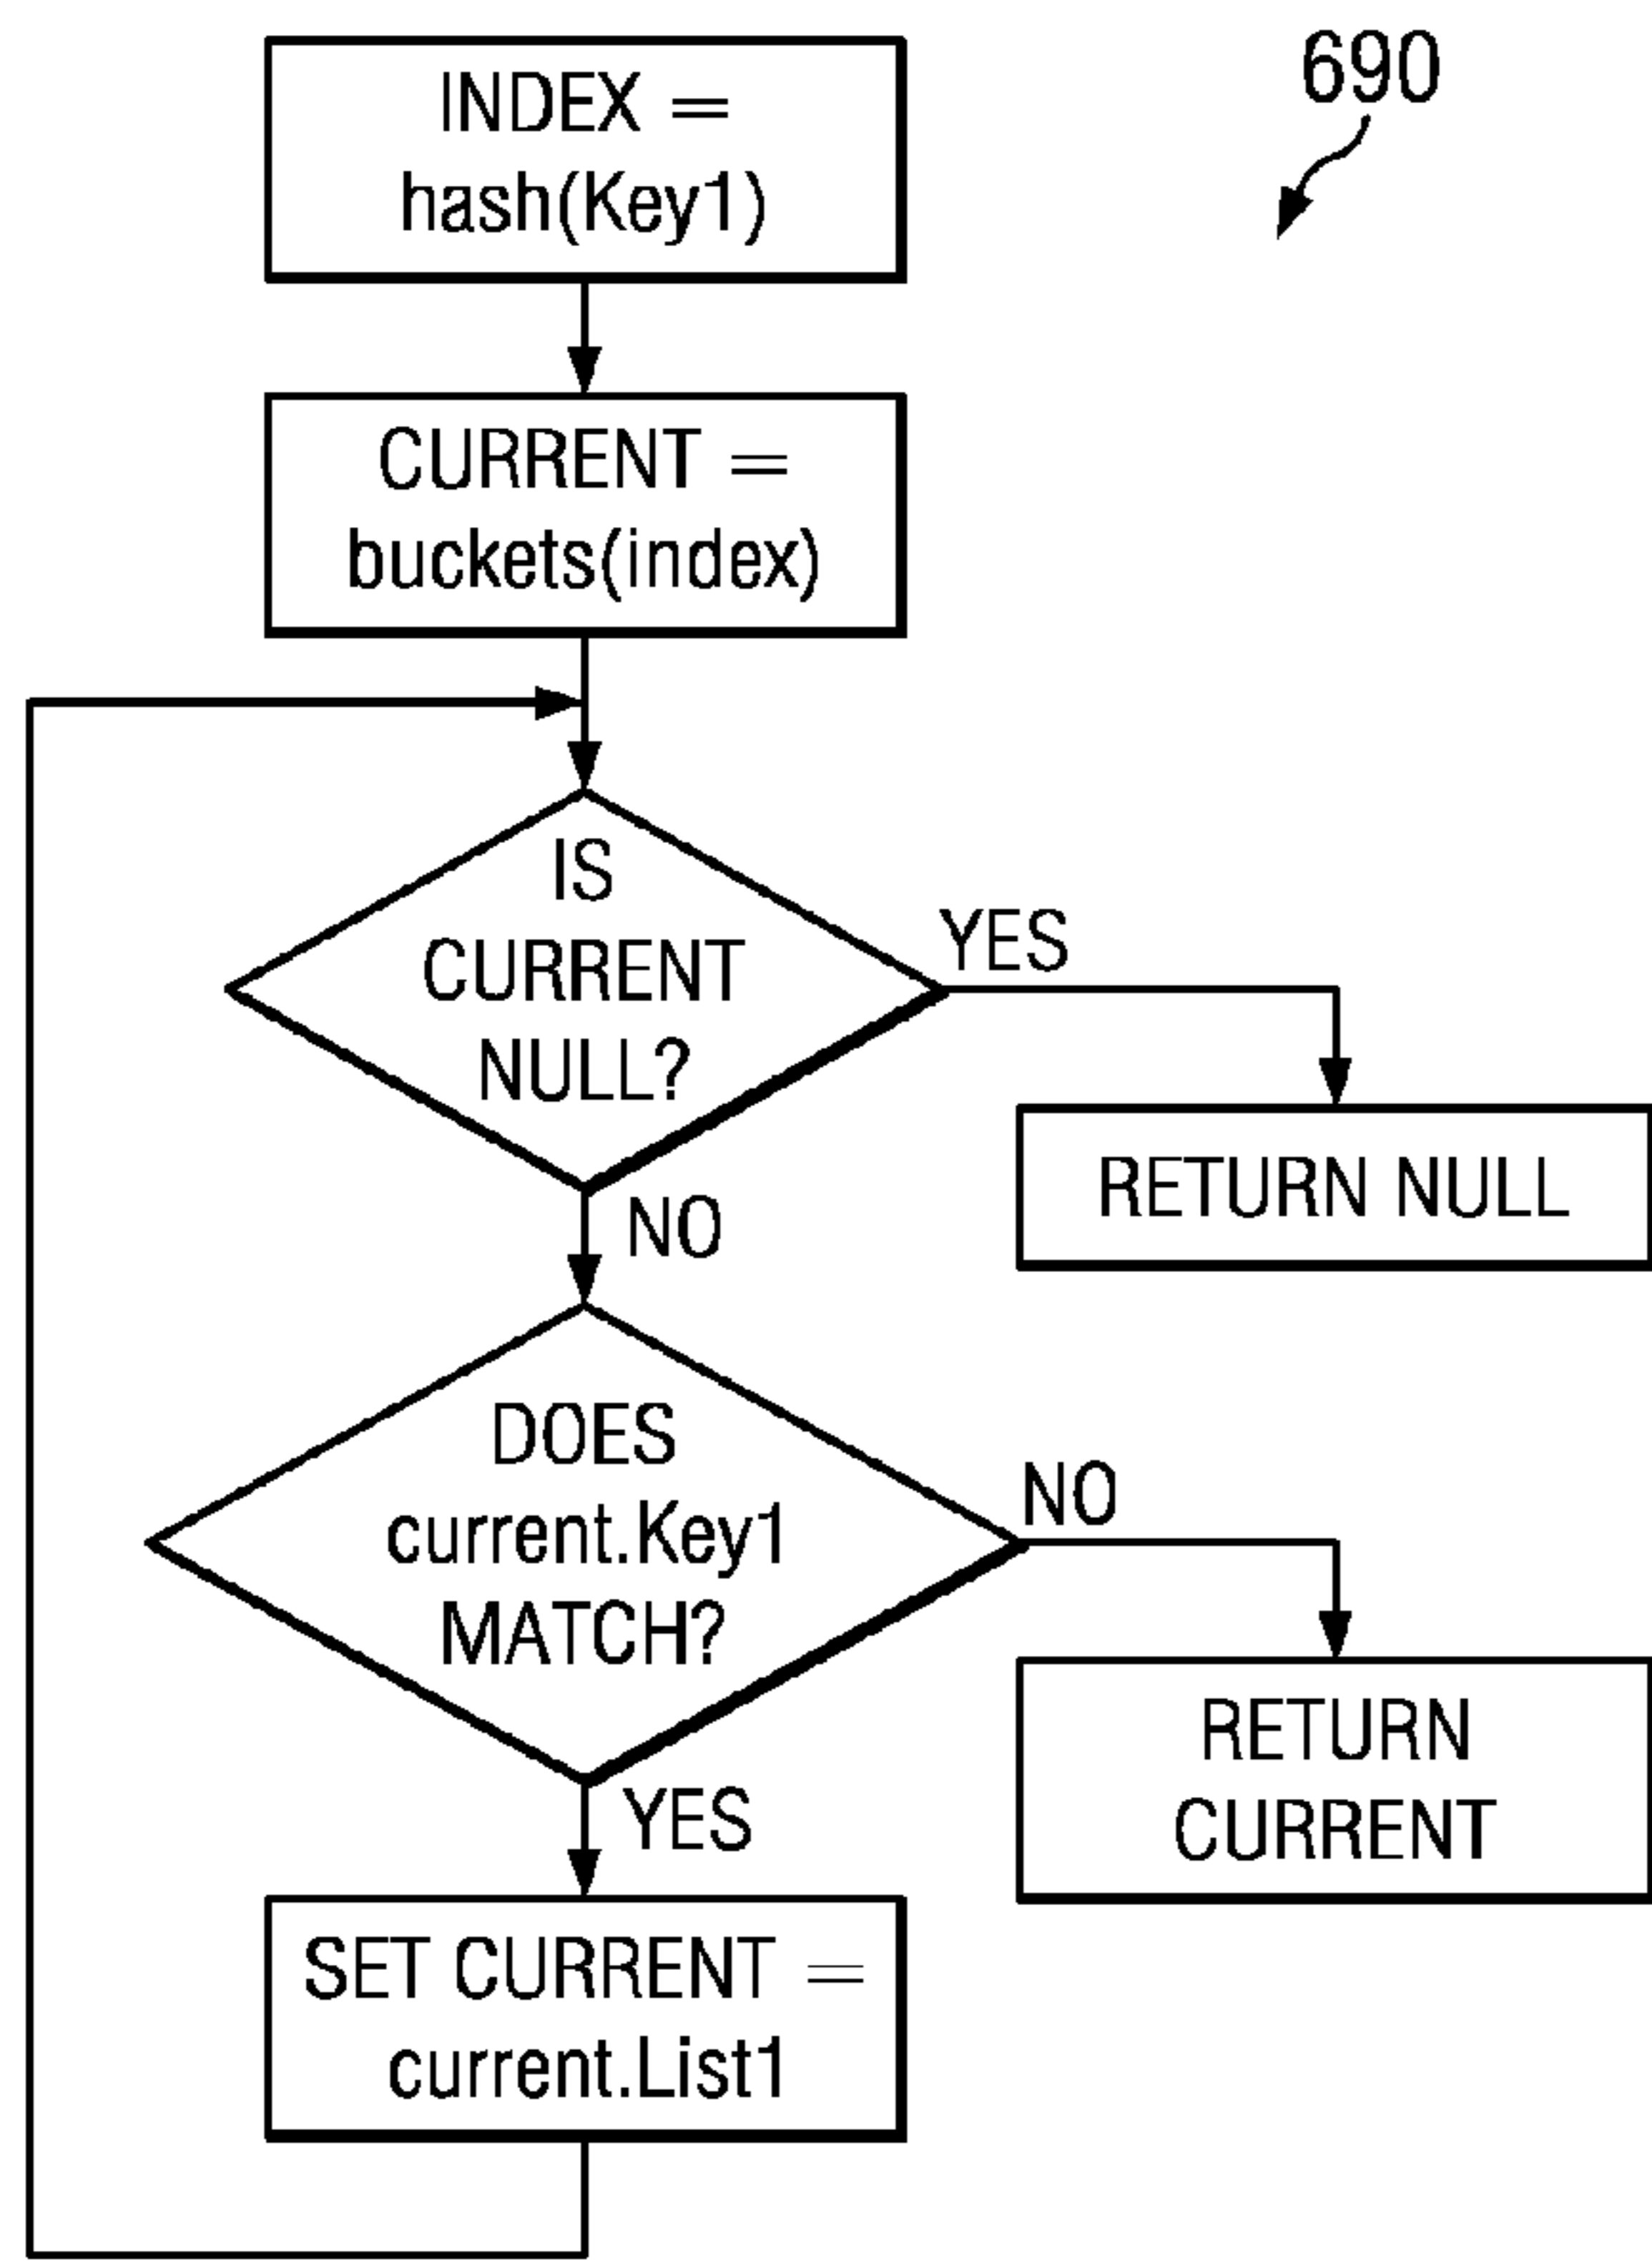 690
INDEX =
hash(Key1)
CURRENT =
buckets(index)
IS
CURRENT
NULL?
YES
RETURN NULL
NO
DOES
current.Key1
MATCH?
NO
RETURN
CURRENT
YES
SET CURRENT =
current.List1